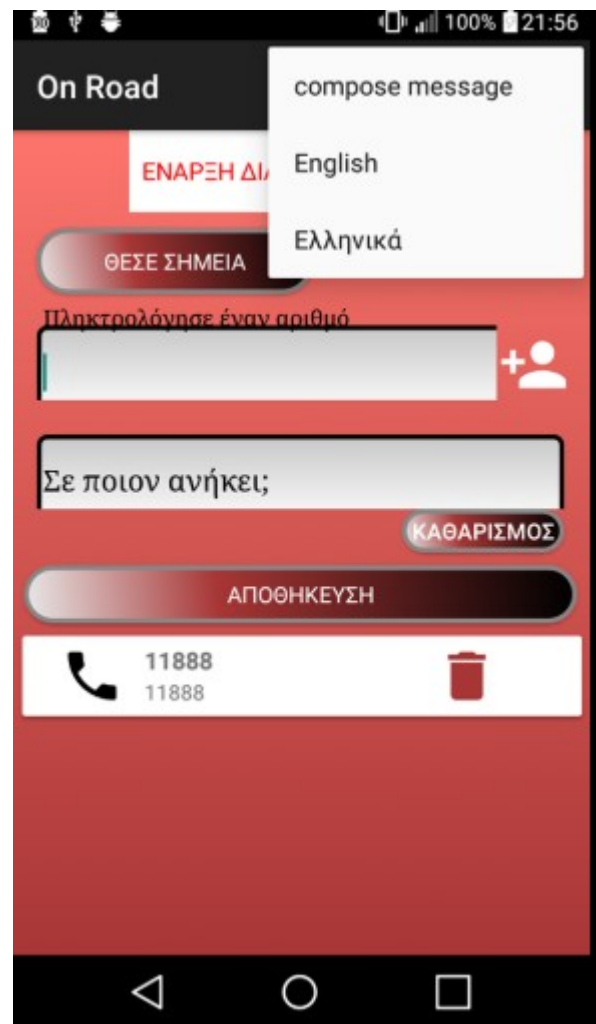 100% 21:56
On Road
compose message
English
Ελληνικά
ΕΝΑΡΞΗ
ΘΕΣΕ ΣΗΜΕΙΑ
Πληκτρολόγησε έναν αριθμό
Σε ποιον ανήκει;
ΚΑΘΑΡΙΣΜΟΣ
ΑΠΟΘΗΚΕΥΣΗ
11888
11888